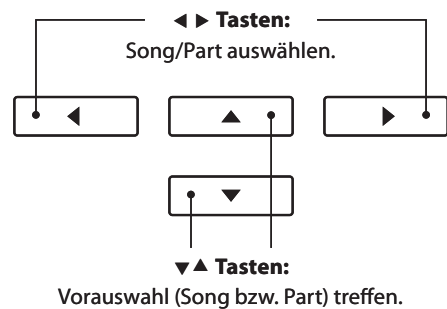 ◀ ▶ Tasten:
Song/Part auswählen.
◀ ▲ ▶
▼
▼▲ Tasten:
Vorauswahl (Song bzw. Part) treffen.